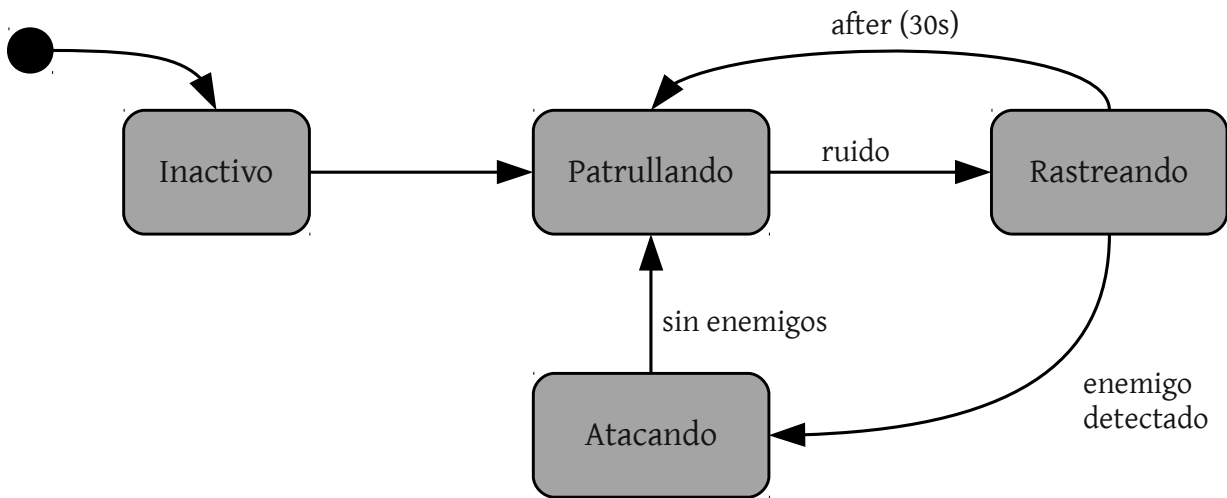 after (30s)
Inactivo
Patrullando
ruido
Rastreando
sin enemigos
enemigo
detectado
Atacando